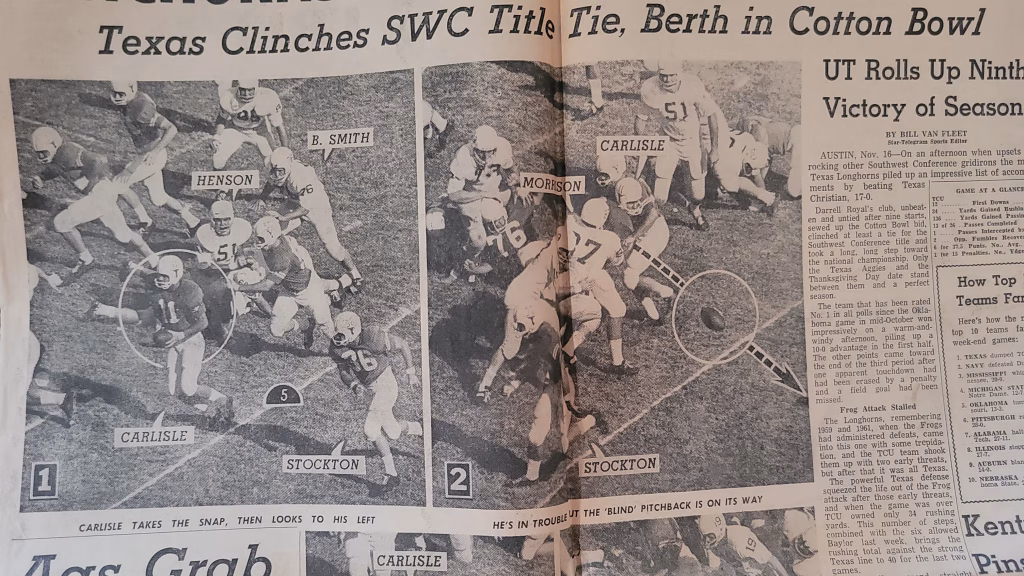 Texas Clinches SWC Title Tie, Berth in Cotton Bowl
B. SMITH
HENSON
51
11
5
CARLISLE
STOCKTON
1
CARLISLE TAKES THE SNAP, THEN LOOKS TO HIS LEFT
CARLISLE
51
MORRISON
STOCKTON
2
HE'S IN TROUBLE UT THE 'BLIND' PITCHBACK IS ON ITS WAY
Ags Grab
CARLISLE
19
UT Rolls Up Ninth
Victory of Season
BY BILL VAN FLEET
Star-Telegram Sports Editor
AUSTIN, Nov. 16—On an afternoon when upsets
rocking other Southwest Conference gridirons the
Texas Longhorns piled up an impressive list of
ments by beating Texas
Christian, 17-0.
Darrell Royal's club, unbeat-
en and untied after nine starts,
sewed up the Cotton Bowl bid,
clinched at least a tie for the
Southwest Conference title and
took a long, long step toward
the national championship. Only
the Texas Aggies and the
Thanksgiving Day date stand
between them and a perfect
season.
The team that has been rated
No. 1 in all polls since the Okla-
homa game in mid-October won
impressively on a warm-and-
windy afternoon, piling up a
10-0 advantage in the first half.
The other points came toward
the end of the third period after
one apparent touchdown had
had been erased by a penalty
and a field goal had been
missed.
Frog Attack Stalled
The Longhorns, remembering
1959 and 1961, when the Frogs
had administered defeats, came
into this one with some trepida-
tion, and the TCU team shook
them up with two early threats,
but after that it was all Texas.
The powerful Texas defense
squeezed the life out of the Frog
attack after those early threats,
and when the game was over
TCU owned only 34 rushing
yards. This number of steps,
combined with the six allowed
Baylor last week, brings the
rushing total against the strong
Texas line to 40 for the last two
games.
GAME AT A GLANCE
TCU
First Downs
Yards Gained
Yards Gained
Passes Completed
Passes Intercepted
Opp. Fumbles
How Top
Teams
Here's how the
top 10 teams
week-end games:
1. TEXAS
2. NAVY defeated
3. MISSISSIPPI
4. MICHIGAN
Notre Dame,
5. OKLAHOMA
6. PITTSBURGH
7. ALABAMA
8. ILLINOIS
9. AUBURN
10. NEBRASKA
Kent